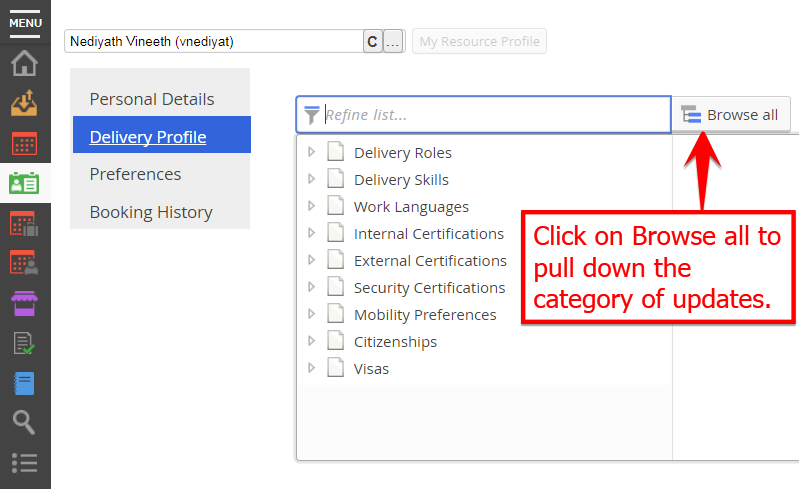 MENU
Nediyath Vineeth (vnediyat) C ... My Resource Profile
Personal Details
Delivery Profile
Preferences
Booking History
Refine list... Browse all
Delivery Roles
Delivery Skills
Work Languages
Internal Certifications
External Certifications
Security Certifications
Mobility Preferences
Citizenships
Visas
Click on Browse all to
pull down the
category of updates.